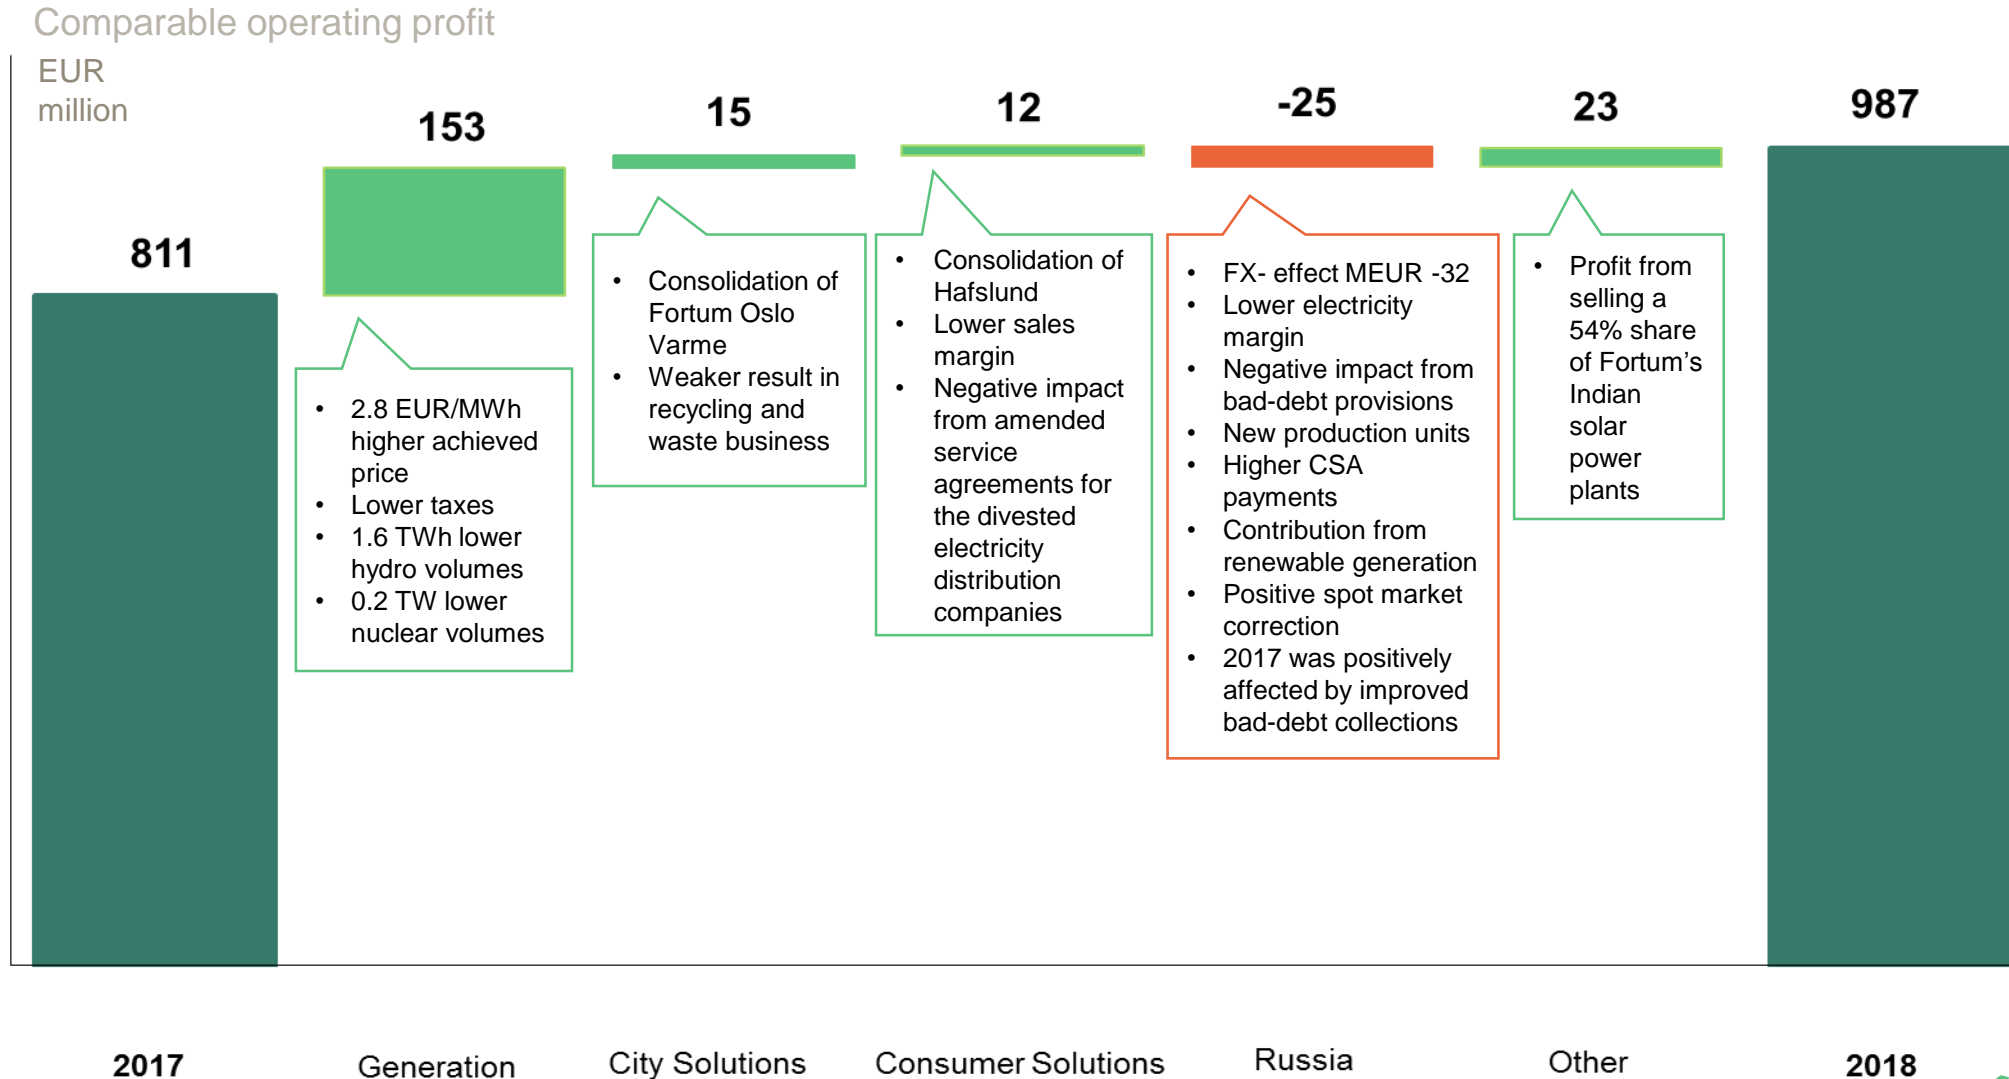 Comparable operating profit
EUR
million
811
153
15
12
-25
23
987
• 2.8 EUR/MWh
higher achieved
price
• Lower taxes
• 1.6 TWh lower
hydro volumes
• 0.2 TW lower
nuclear volumes
• Consolidation of
Fortum Oslo
Varme
• Weaker result in
recycling and
waste business
• Consolidation of
Hafslund
• Lower sales
margin
• Negative impact
from amended
service
agreements for
the divested
electricity
distribution
companies
• FX- effect MEUR -32
• Lower electricity
margin
• Negative impact from
bad-debt provisions
• New production units
• Higher CSA
payments
• Contribution from
renewable generation
• Positive spot market
correction
• 2017 was positively
affected by improved
bad-debt collections
• Profit from
selling a
54% share
of Fortum’s
Indian
solar
power
plants
2017
Generation
City Solutions
Consumer Solutions
Russia
Other
2018